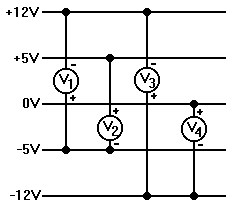 +12V
-
+5V
-
V1
V3
+
+
0V
+
+
V2
V4
-
-
-5V
-12V